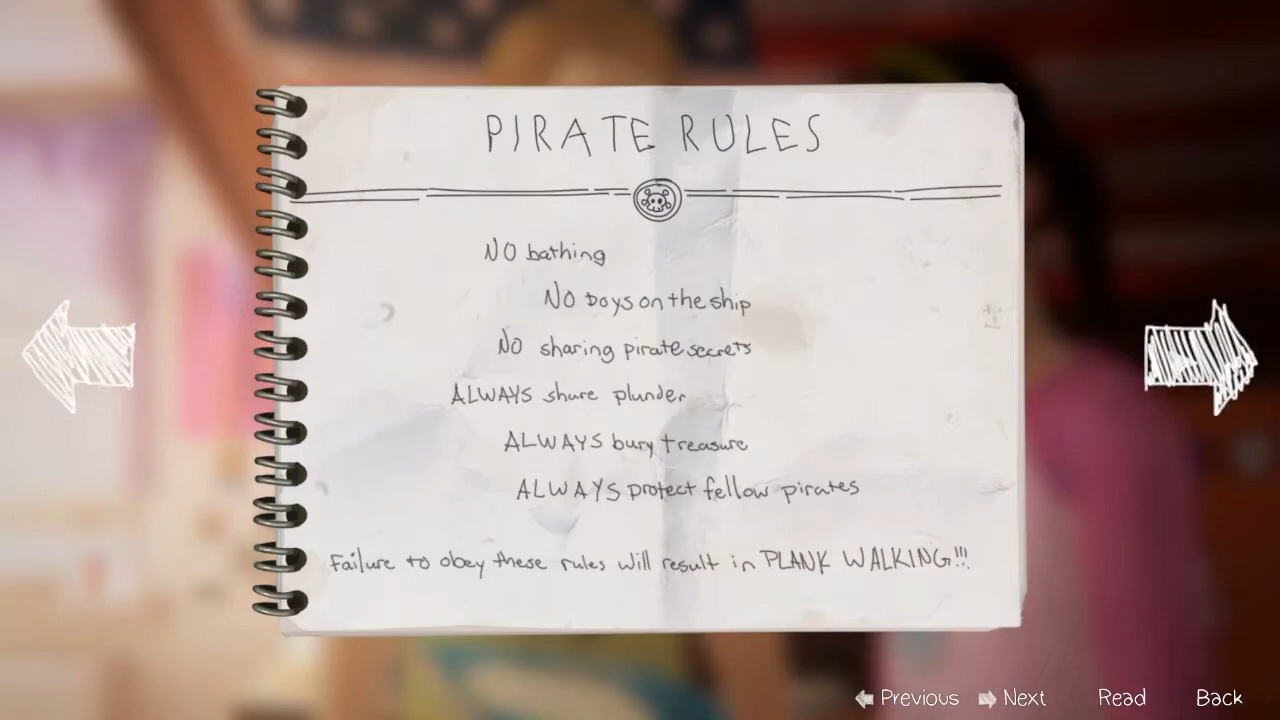 PIRATE RULES
NO bathing
NO boys on the ship
NO sharing pirate secrets
ALWAYS share plunder
ALWAYS bury treasure
ALWAYS protect fellow pirates
Failure to obey these rules will result in PLANK WALKING!!!
Previous Next Read Back